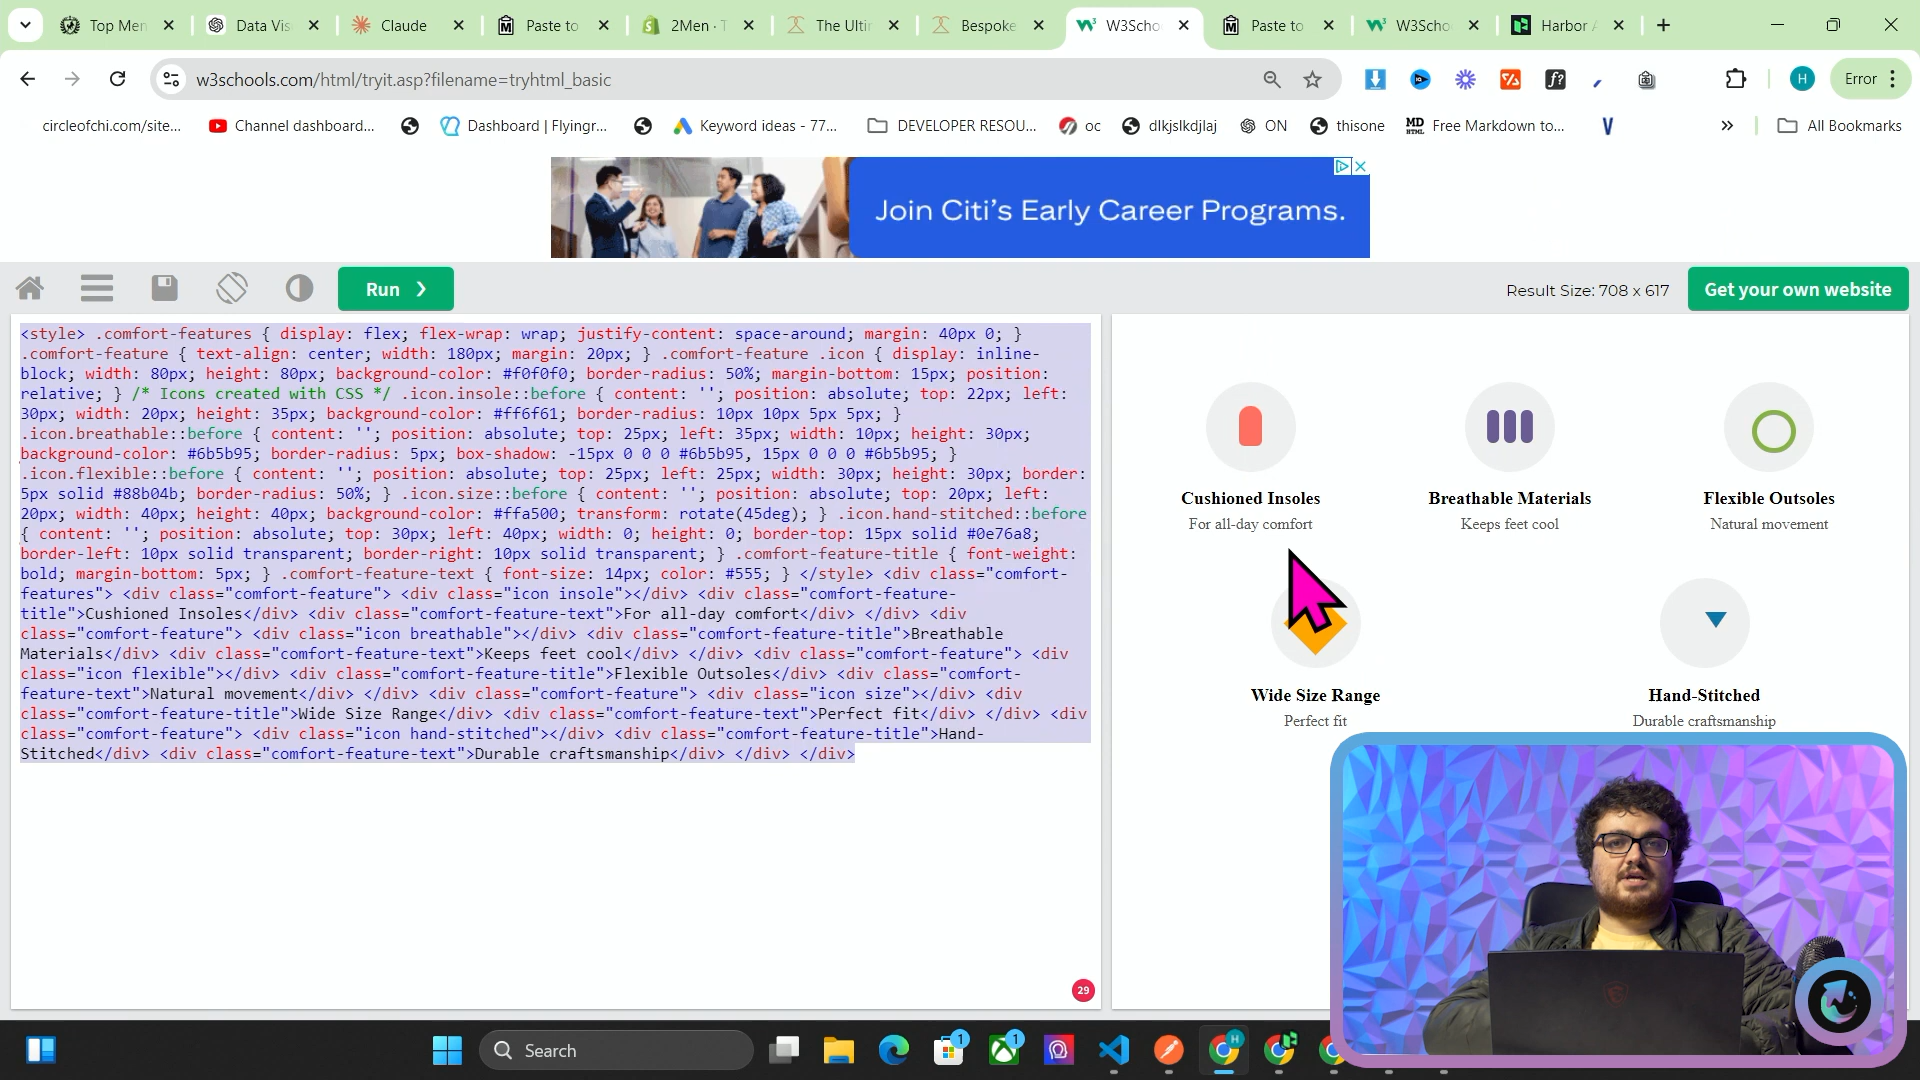 Top Men
Data Vis
Claude
Paste to
2Men · T
The Ultir
Bespoke
W3Scho
Paste to
W3Scho
Harbor A
w3schools.com/html/tryit.asp?filename=tryhtml_basic
H
Error
circleofchi.com/site...
Channel dashboard...
Dashboard | Flyingr...
Keyword ideas - 77...
DEVELOPER RESOU...
oc
dlkjslkdjlaj
ON
thisone
MD
HTML
Free Markdown to...
V
All Bookmarks
Join Citi’s Early Career Programs.
Run ❯
Result Size: 708 x 617
Get your own website
<style> .comfort-features { display: flex; flex-wrap: wrap; justify-content: space-around; margin: 40px 0; }
.comfort-feature { text-align: center; width: 180px; margin: 20px; } .comfort-feature .icon { display: inline-
block; width: 80px; height: 80px; background-color: #f0f0f0; border-radius: 50%; margin-bottom: 15px; position:
relative; } /* Icons created with CSS */ .icon.insole::before { content: ''; position: absolute; top: 22px; left:
30px; width: 20px; height: 35px; background-color: #ff6f61; border-radius: 10px 10px 5px 5px; }
.icon.breathable::before { content: ''; position: absolute; top: 25px; left: 35px; width: 10px; height: 30px;
background-color: #6b5b95; border-radius: 5px; box-shadow: -15px 0 0 0 #6b5b95, 15px 0 0 0 #6b5b95; }
.icon.flexible::before { content: ''; position: absolute; top: 25px; left: 25px; width: 30px; height: 30px; border:
5px solid #88b04b; border-radius: 50%; } .icon.size::before { content: ''; position: absolute; top: 20px; left:
20px; width: 40px; height: 40px; background-color: #ffa500; transform: rotate(45deg); } .icon.hand-stitched::before
{ content: ''; position: absolute; top: 30px; left: 40px; width: 0; height: 0; border-top: 15px solid #0e76a8;
border-left: 10px solid transparent; border-right: 10px solid transparent; } .comfort-feature-title { font-weight:
bold; margin-bottom: 5px; } .comfort-feature-text { font-size: 14px; color: #555; } </style> <div class="comfort-
features"> <div class="comfort-feature"> <div class="icon insole"></div> <div class="comfort-feature-
title">Cushioned Insoles</div> <div class="comfort-feature-text">For all-day comfort</div> </div> <div
class="comfort-feature"> <div class="icon breathable"></div> <div class="comfort-feature-title">Breathable
Materials</div> <div class="comfort-feature-text">Keeps feet cool</div> </div> <div class="comfort-feature"> <div
class="icon flexible"></div> <div class="comfort-feature-title">Flexible Outsoles</div> <div class="comfort-
feature-text">Natural movement</div> </div> <div class="comfort-feature"> <div class="icon size"></div> <div
class="comfort-feature-title">Wide Size Range</div> <div class="comfort-feature-text">Perfect fit</div> </div> <div
class="comfort-feature"> <div class="icon hand-stitched"></div> <div class="comfort-feature-title">Hand-
Stitched</div> <div class="comfort-feature-text">Durable craftsmanship</div> </div> </div>
29
Cushioned Insoles
For all-day comfort
Breathable Materials
Keeps feet cool
Flexible Outsoles
Natural movement
Wide Size Range
Perfect fit
Hand-Stitched
Durable craftsmanship
Search
1
1
H